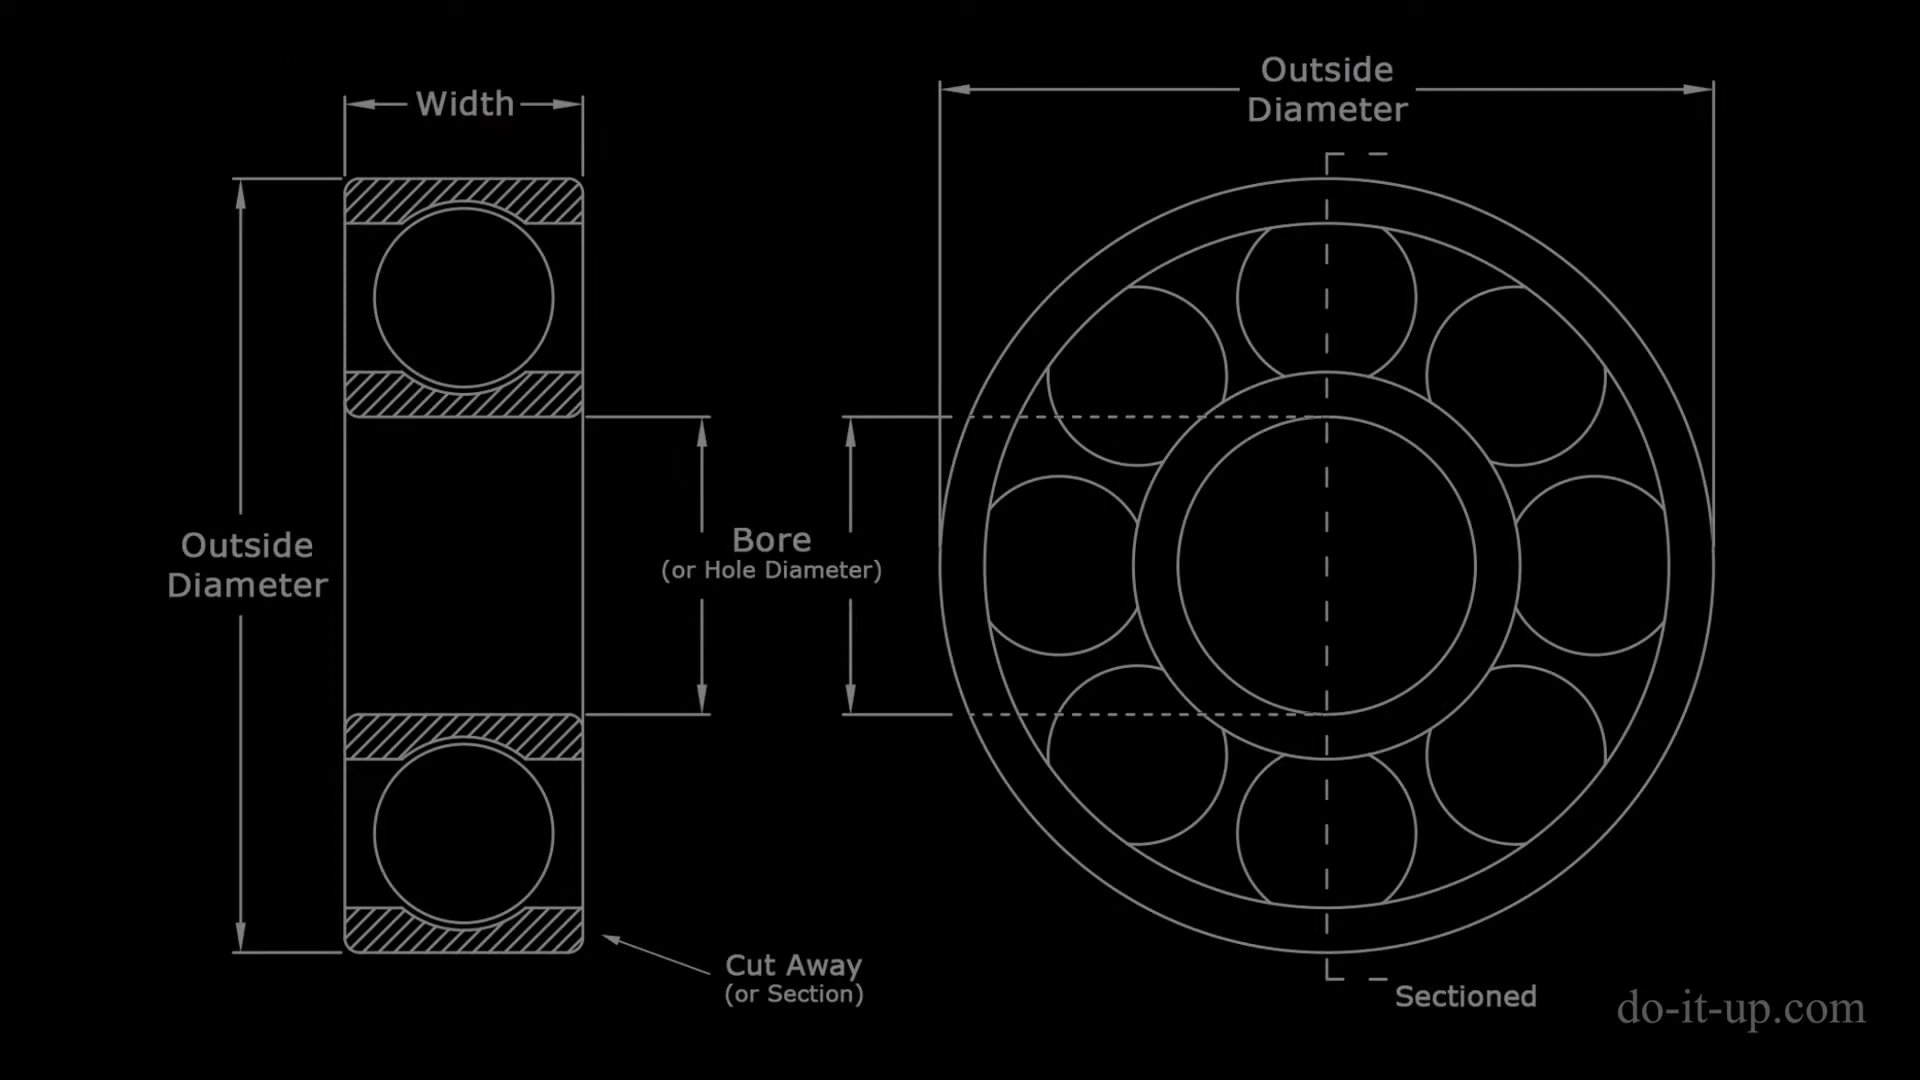 Width
Outside
Diameter
Outside
Diameter
Bore
(or Hole Diameter)
Cut Away
(or Section)
Sectioned
do-it-up.com